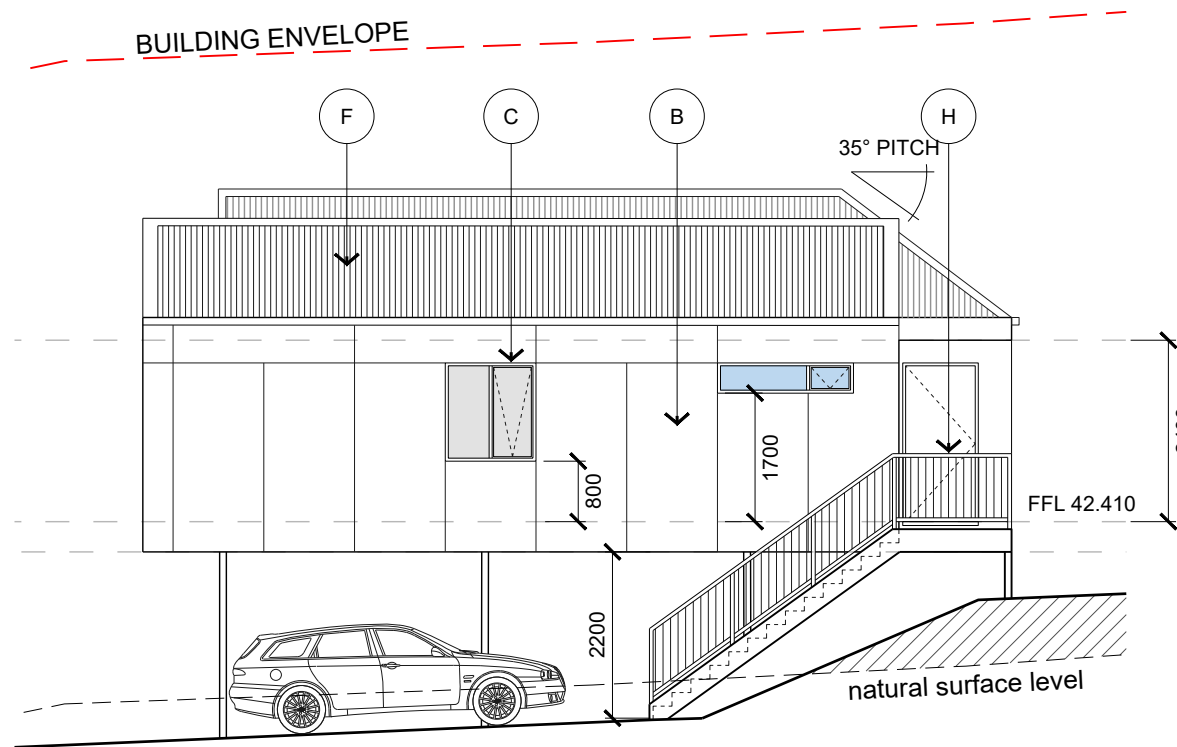 BUILDING ENVELOPE
F
C
B
H
35° PITCH
800
1700
FFL 42.410
2200
natural surface level